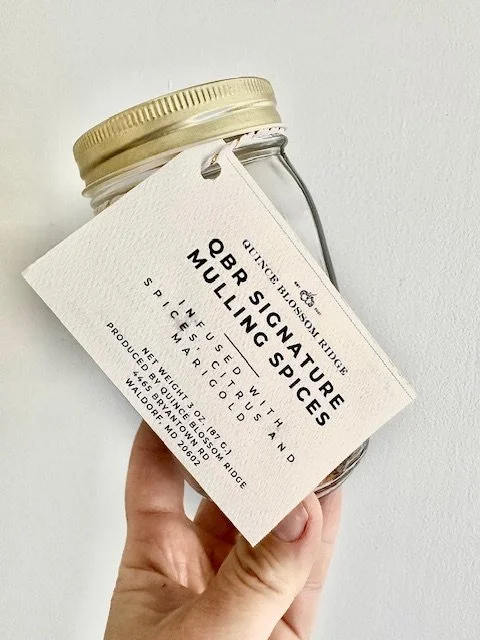 QUINCE BLOSSOM RIDGE
QBR SIGNATURE
MULLING SPICES
INFUSED WITH
SPICES, CITRUS AND
MARIGOLD
NET WEIGHT 3 OZ. (87 G.)
PRODUCED BY QUINCE BLOSSOM RIDGE
4465 BRYANTOWN RD
WALDORF, MD 20602